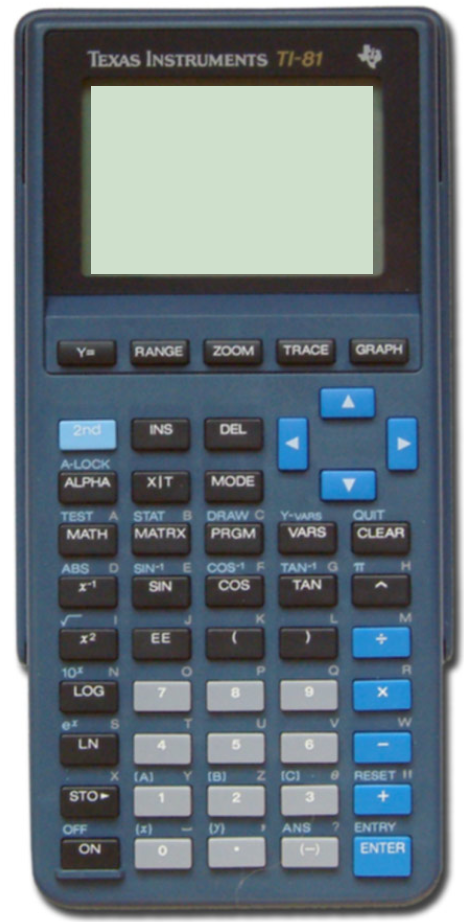 TEXAS INSTRUMENTS TI-81
Y= RANGE ZOOM TRACE GRAPH
2nd INS DEL
A-LOCK
ALPHA X|T MODE
TEST A STAT B DRAW C Y-VARS QUIT
MATH MATRX PRGM VARS CLEAR
ABS D SIN⁻¹ E COS⁻¹ F TAN⁻¹ G π H
x⁻¹ SIN COS TAN ^
√ I J K L M
x² EE ( ) ÷
10ˣ N O P Q R
LOG 7 8 9 ×
eˣ S T U V W
LN 4 5 6 −
X [A] Y [B] Z [C] θ RESET "
STO► 1 2 3 +
OFF {x} ⎵ {y} , ANS ? ENTRY
ON 0 · (−) ENTER